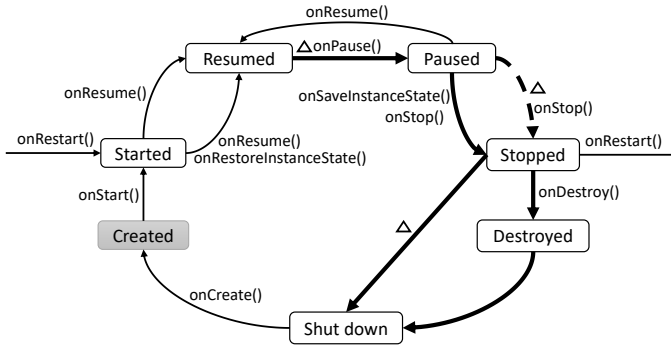 onResume()
Resumed
△onPause()
Paused
onResume()
onSaveInstanceState()
onStop()
△
onStop()
onRestart()
Started
onResume()
onRestoreInstanceState()
Stopped
onRestart()
onStart()
onDestroy()
Created
△
Destroyed
onCreate()
Shut down